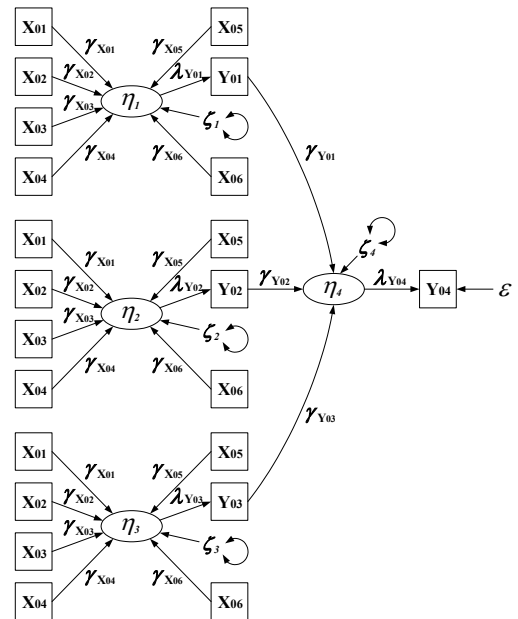 X01 γX01 γX05 X05
X02 γX02 λY01 Y01
η1
X03 γX03 ζ1
X04 γX04 γX06 X06
γY01
X01 γX01 γX05 X05
X02 γX02 λY02 Y02 γY02
η2
X03 γX03 ζ2
X04 γX04 γX06 X06
ζ4
η4 λY04 Y04 ε
γY03
X01 γX01 γX05 X05
X02 γX02 λY03 Y03
η3
X03 γX03 ζ3
X04 γX04 γX06 X06